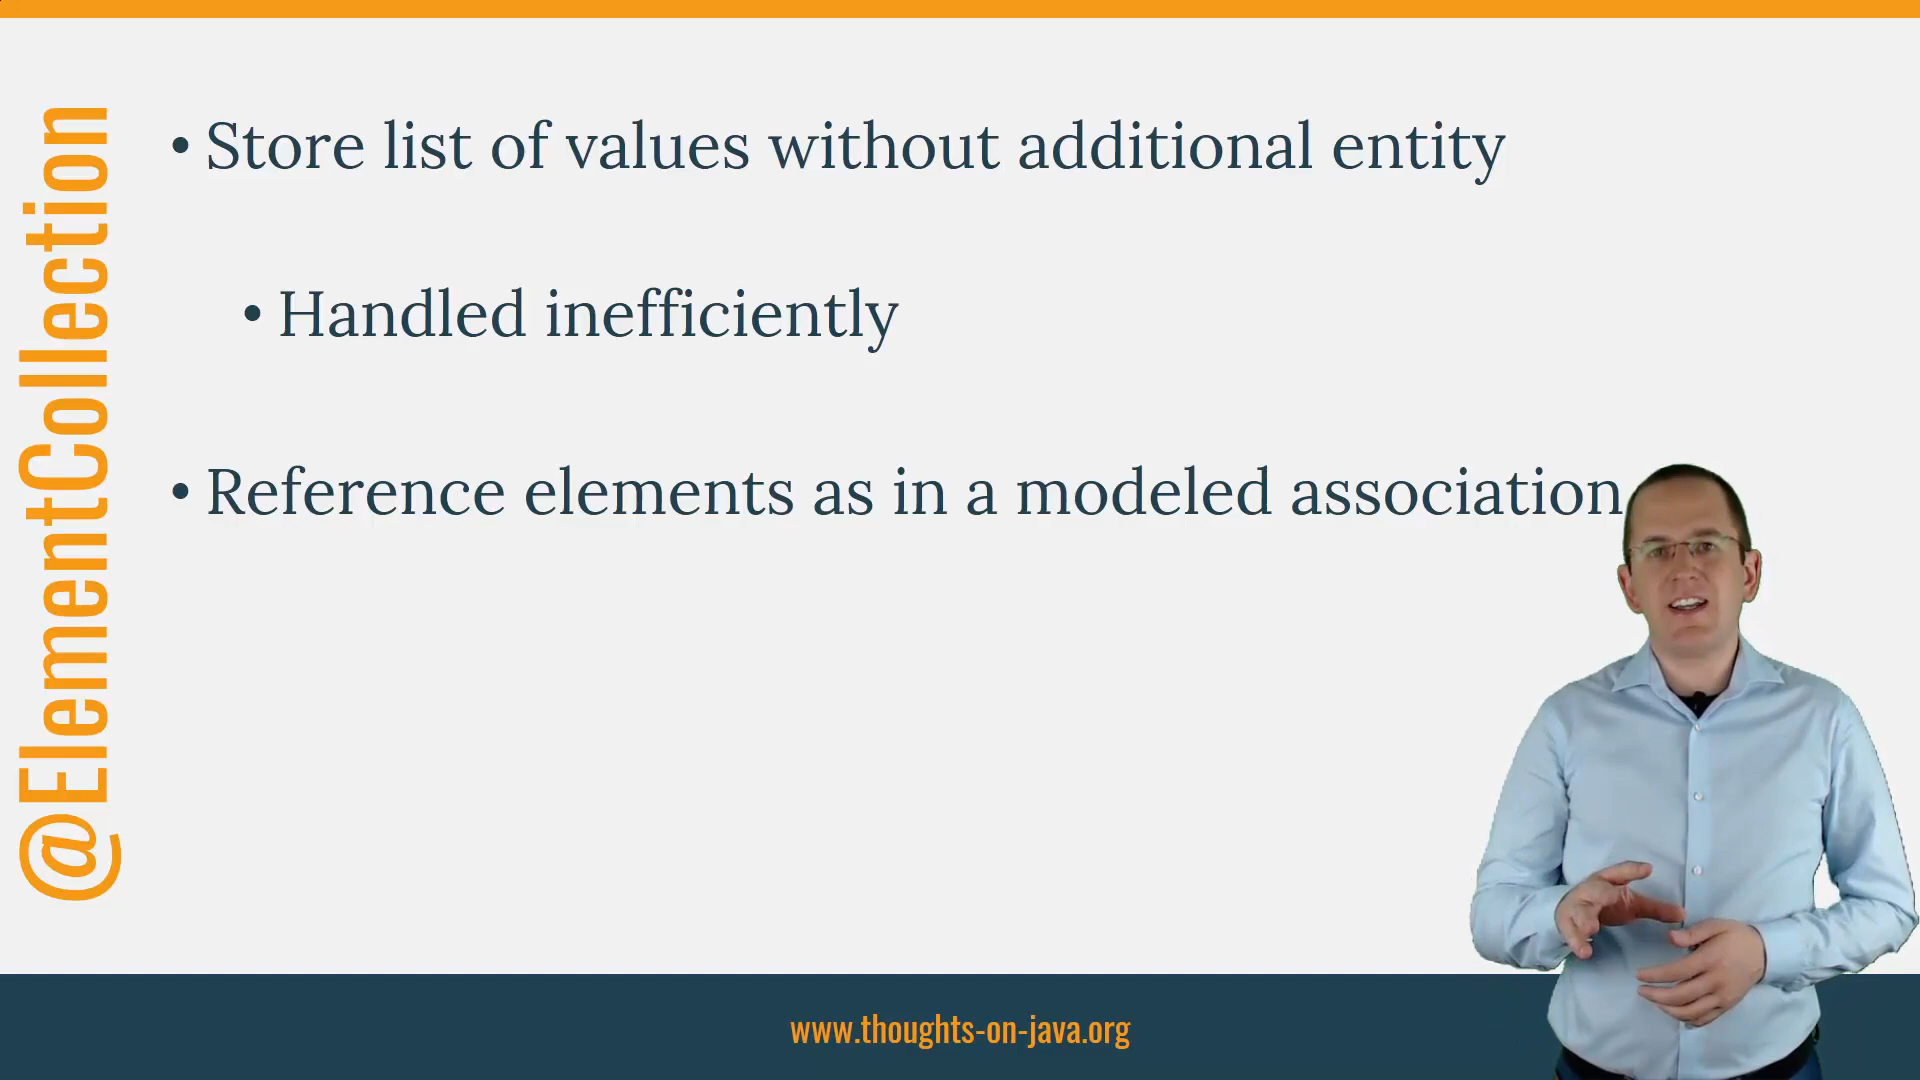 @ElementCollection
• Store list of values without additional entity
• Handled inefficiently
• Reference elements as in a modeled association
www.thoughts-on-java.org